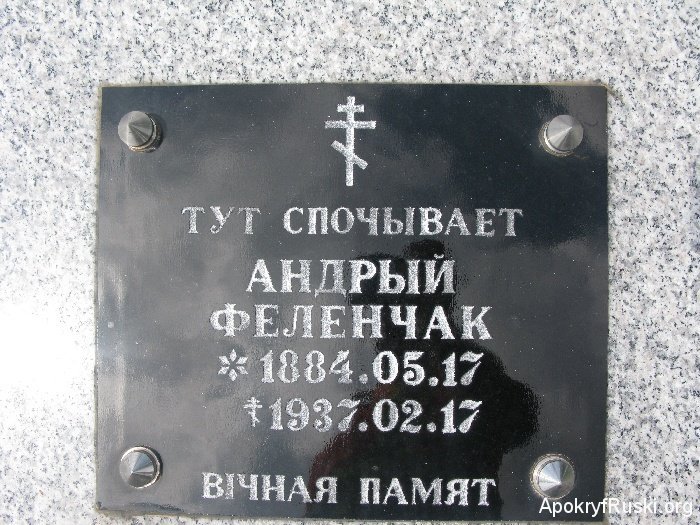 ТУТ СПОЧЫВАЕТ
АНДРЫЙ
ФЕЛЕНЧАК
*1884.05.17
☦1937.02.17
ВІЧНАЯ ПАМЯТ
ApokryfRuski.org